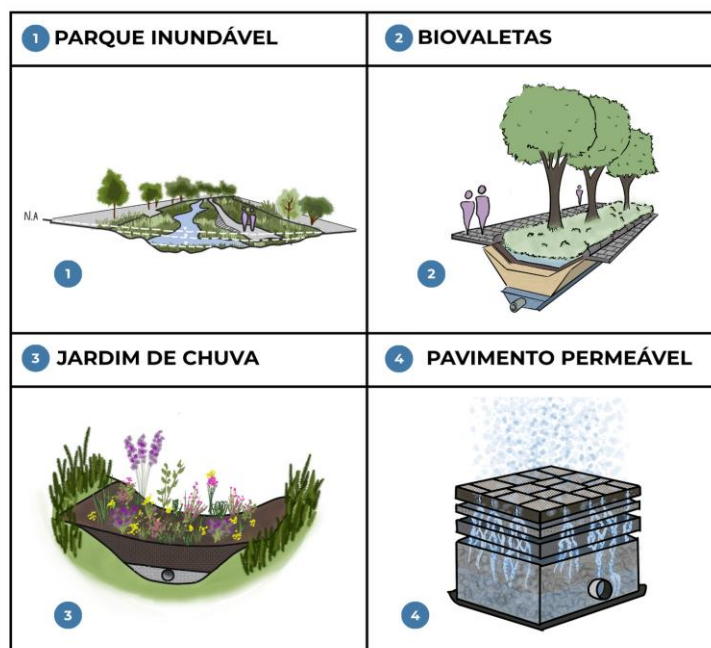 1 PARQUE INUNDÁVEL
2 BIOVALETAS
N.A
1
2
3 JARDIM DE CHUVA
4 PAVIMENTO PERMEÁVEL
3
4